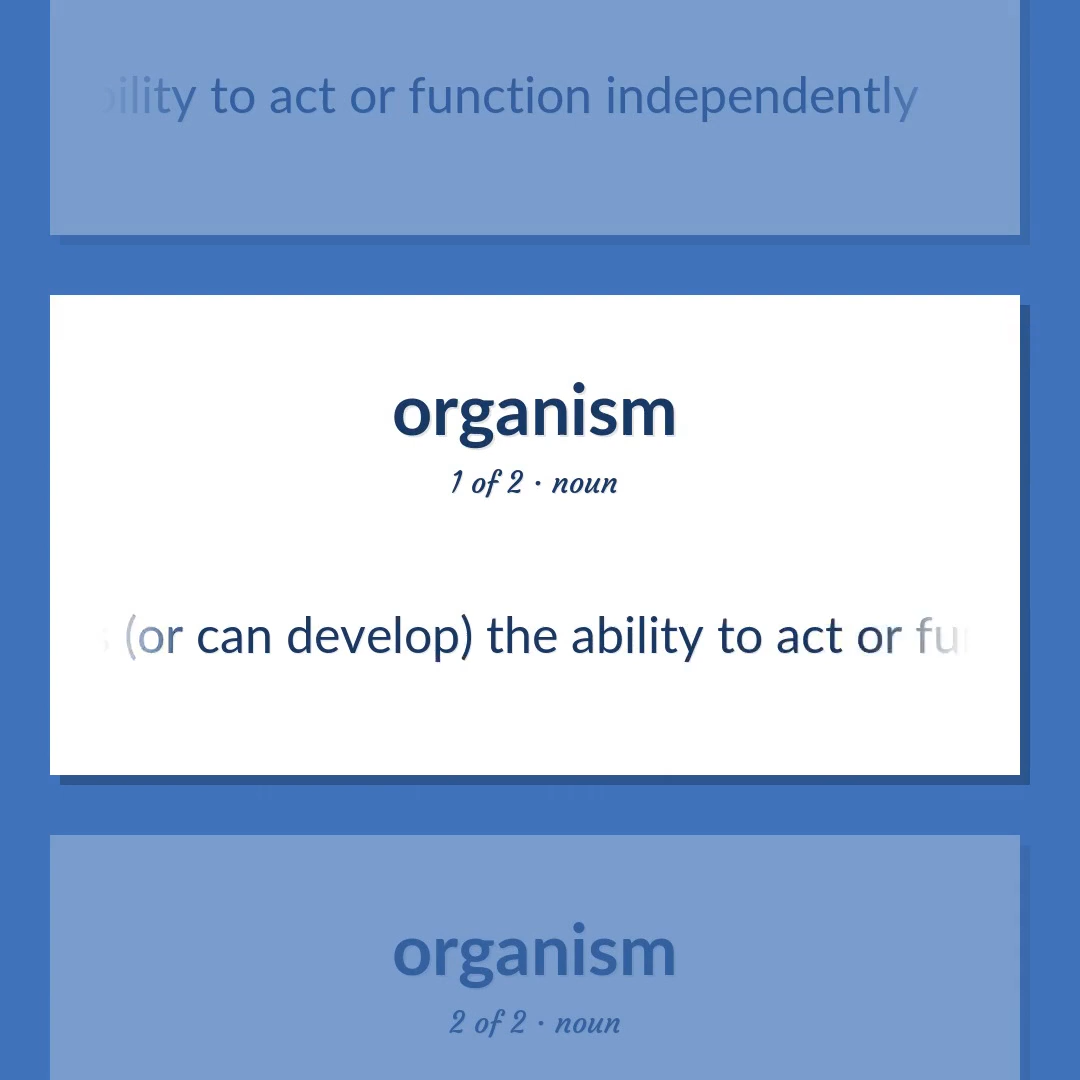 to act or function independently
organism
1 of 2 · noun
(or can develop) the ability to act or
organism
2 of 2 · noun